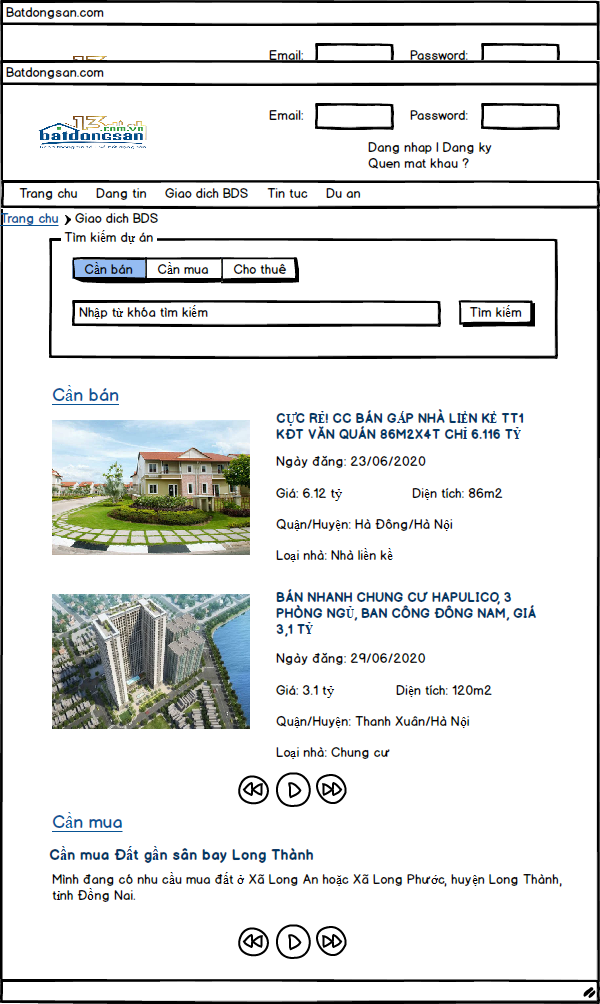 Batdongsan.com
Email:
Password:
Batdongsan.com
Email:
Password:
13
.com.vn
batdongsan
Dang nhap I Dang ky
Quen mat khau ?
Trang chu
Dang tin
Giao dich BDS
Tin tuc
Du an
Trang chu
Giao dich BDS
Tìm kiếm dự án
Cần bán
Cần mua
Cho thuê
Nhập từ khóa tìm kiếm
Tìm kiếm
Cần bán
CỰC RẺ! CC BÁN GẤP NHÀ LIỀN KỀ TT1
KĐT VĂN QUÁN 86M2X4T CHỈ 6.116 TỶ
Ngày đăng: 23/06/2020
Giá: 6.12 tỷ
Diện tích: 86m2
Quận/Huyện: Hà Đông/Hà Nội
Loại nhà: Nhà liền kề
BÁN NHANH CHUNG CƯ HAPULICO, 3
PHÒNG NGỦ, BAN CÔNG ĐÔNG NAM, GIÁ
3,1 TỶ
Ngày đăng: 29/06/2020
Giá: 3.1 tỷ
Diện tích: 120m2
Quận/Huyện: Thanh Xuân/Hà Nội
Loại nhà: Chung cư
Cần mua
Cần mua Đất gần sân bay Long Thành
Mình đang có nhu cầu mua đất ở Xã Long An hoặc Xã Long Phước, huyện Long Thành,
tỉnh Đồng Nai.